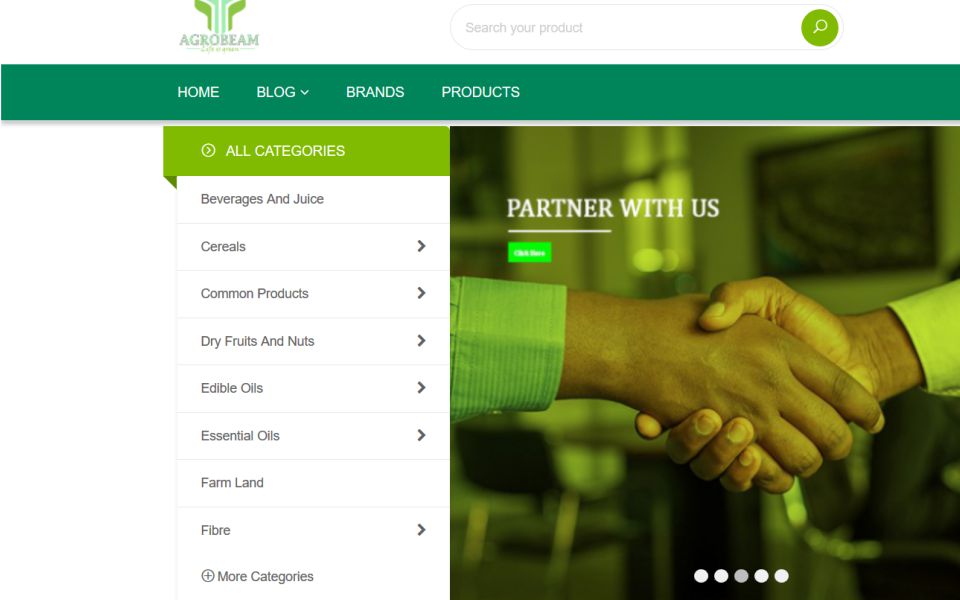 AGROBEAM
Search your product
HOME
BLOG
BRANDS
PRODUCTS
ALL CATEGORIES
Beverages And Juice
Cereals
Common Products
Dry Fruits And Nuts
Edible Oils
Essential Oils
Farm Land
Fibre
More Categories
PARTNER WITH US
Click Here